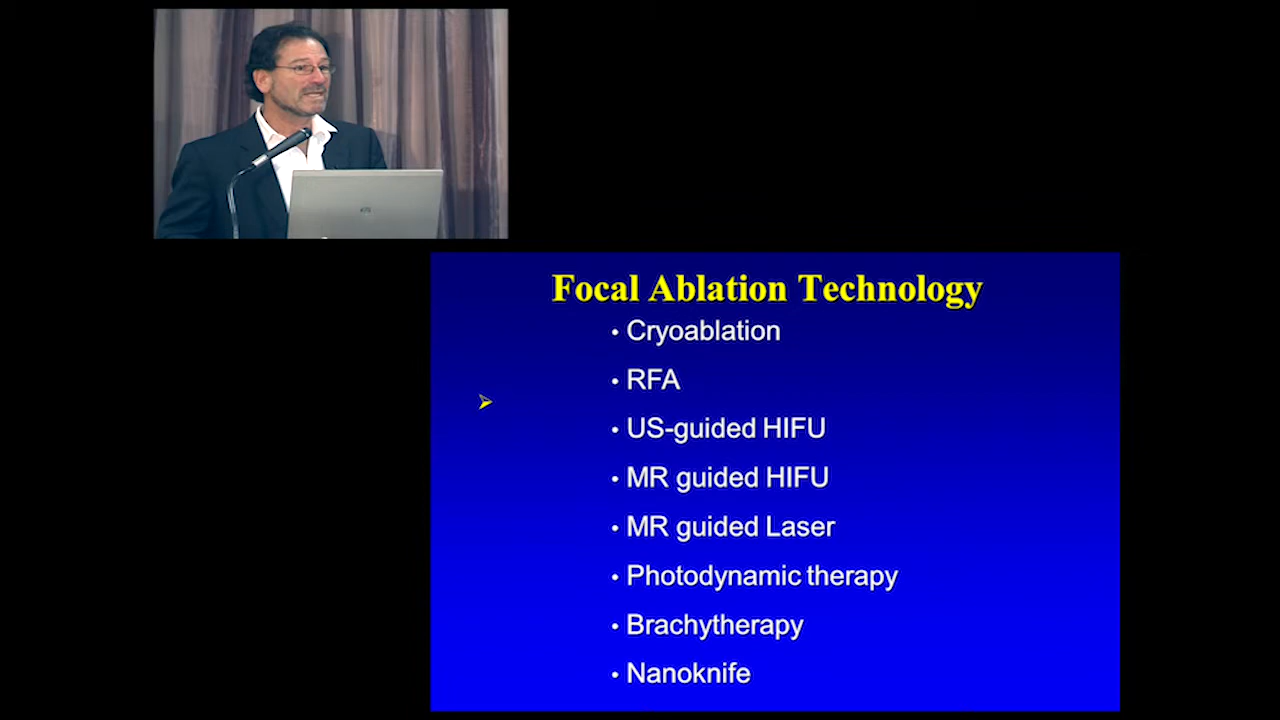 Focal Ablation Technology
• Cryoablation
• RFA
• US-guided HIFU
• MR guided HIFU
• MR guided Laser
• Photodynamic therapy
• Brachytherapy
• Nanoknife